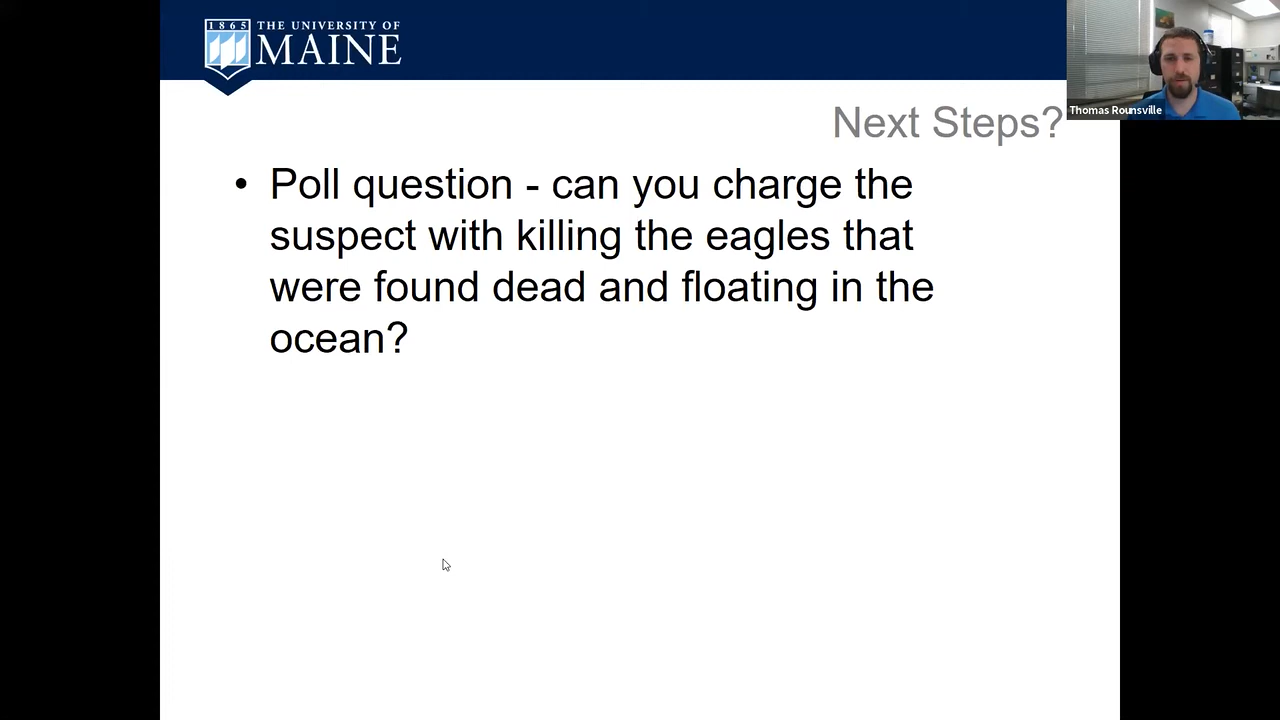 1865
THE UNIVERSITY OF
MAINE
Thomas Rounsville
Next Steps?
• Poll question - can you charge the
suspect with killing the eagles that
were found dead and floating in the
ocean?